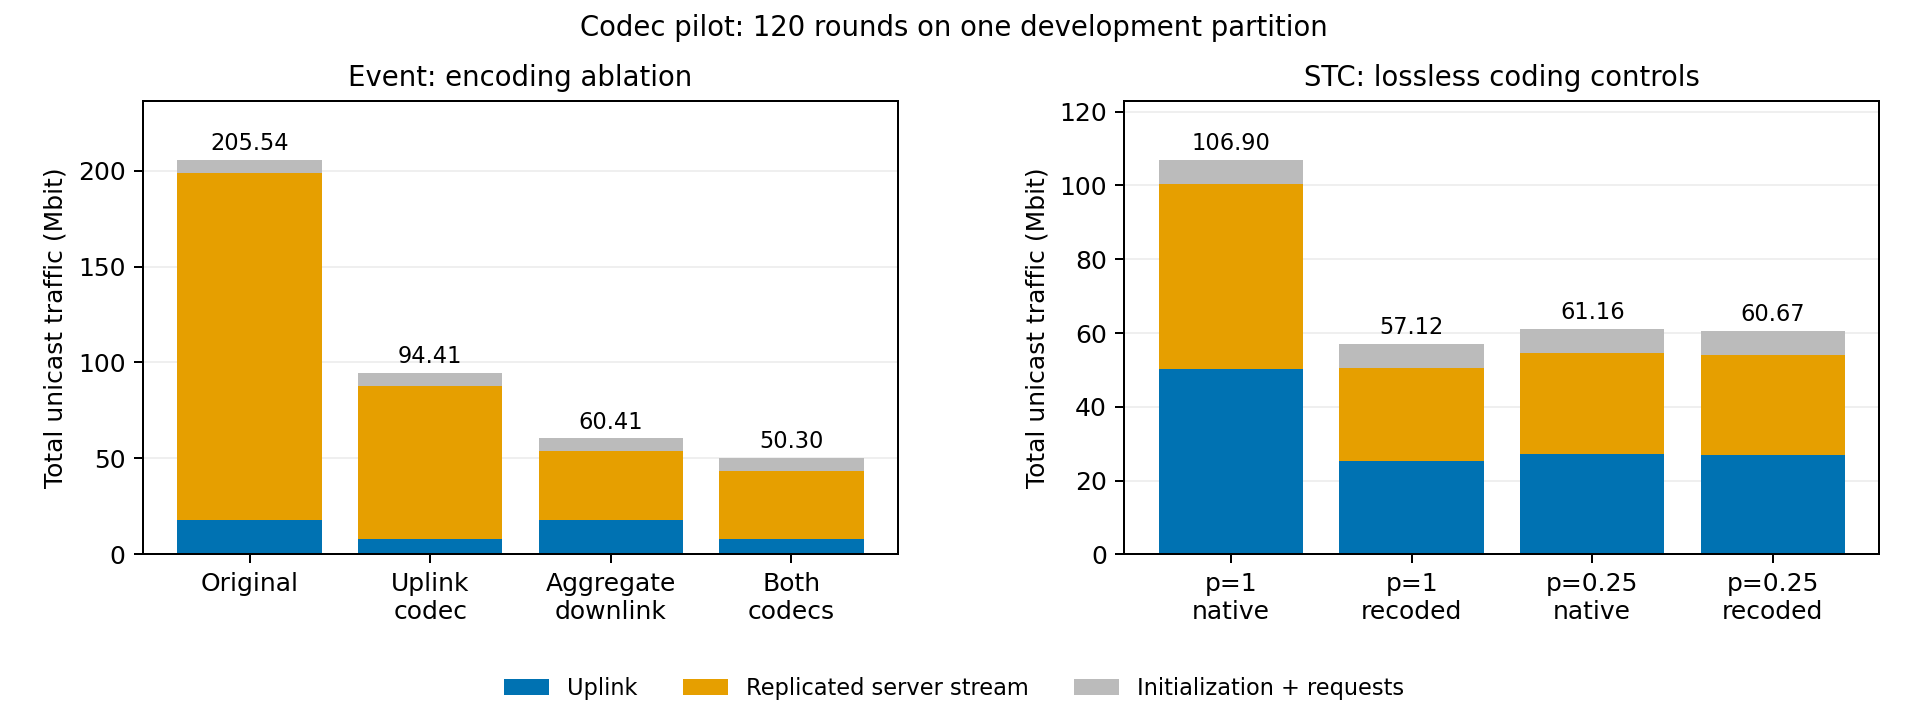 Codec pilot: 120 rounds on one development partition
Event: encoding ablation
Total unicast traffic (Mbit)
200
150
100
50
0
205.54
94.41
60.41
50.30
Original
Uplink
codec
Aggregate
downlink
Both
codecs
STC: lossless coding controls
Total unicast traffic (Mbit)
120
100
80
60
40
20
0
106.90
57.12
61.16
60.67
p=1
native
p=1
recoded
p=0.25
native
p=0.25
recoded
Uplink
Replicated server stream
Initialization + requests